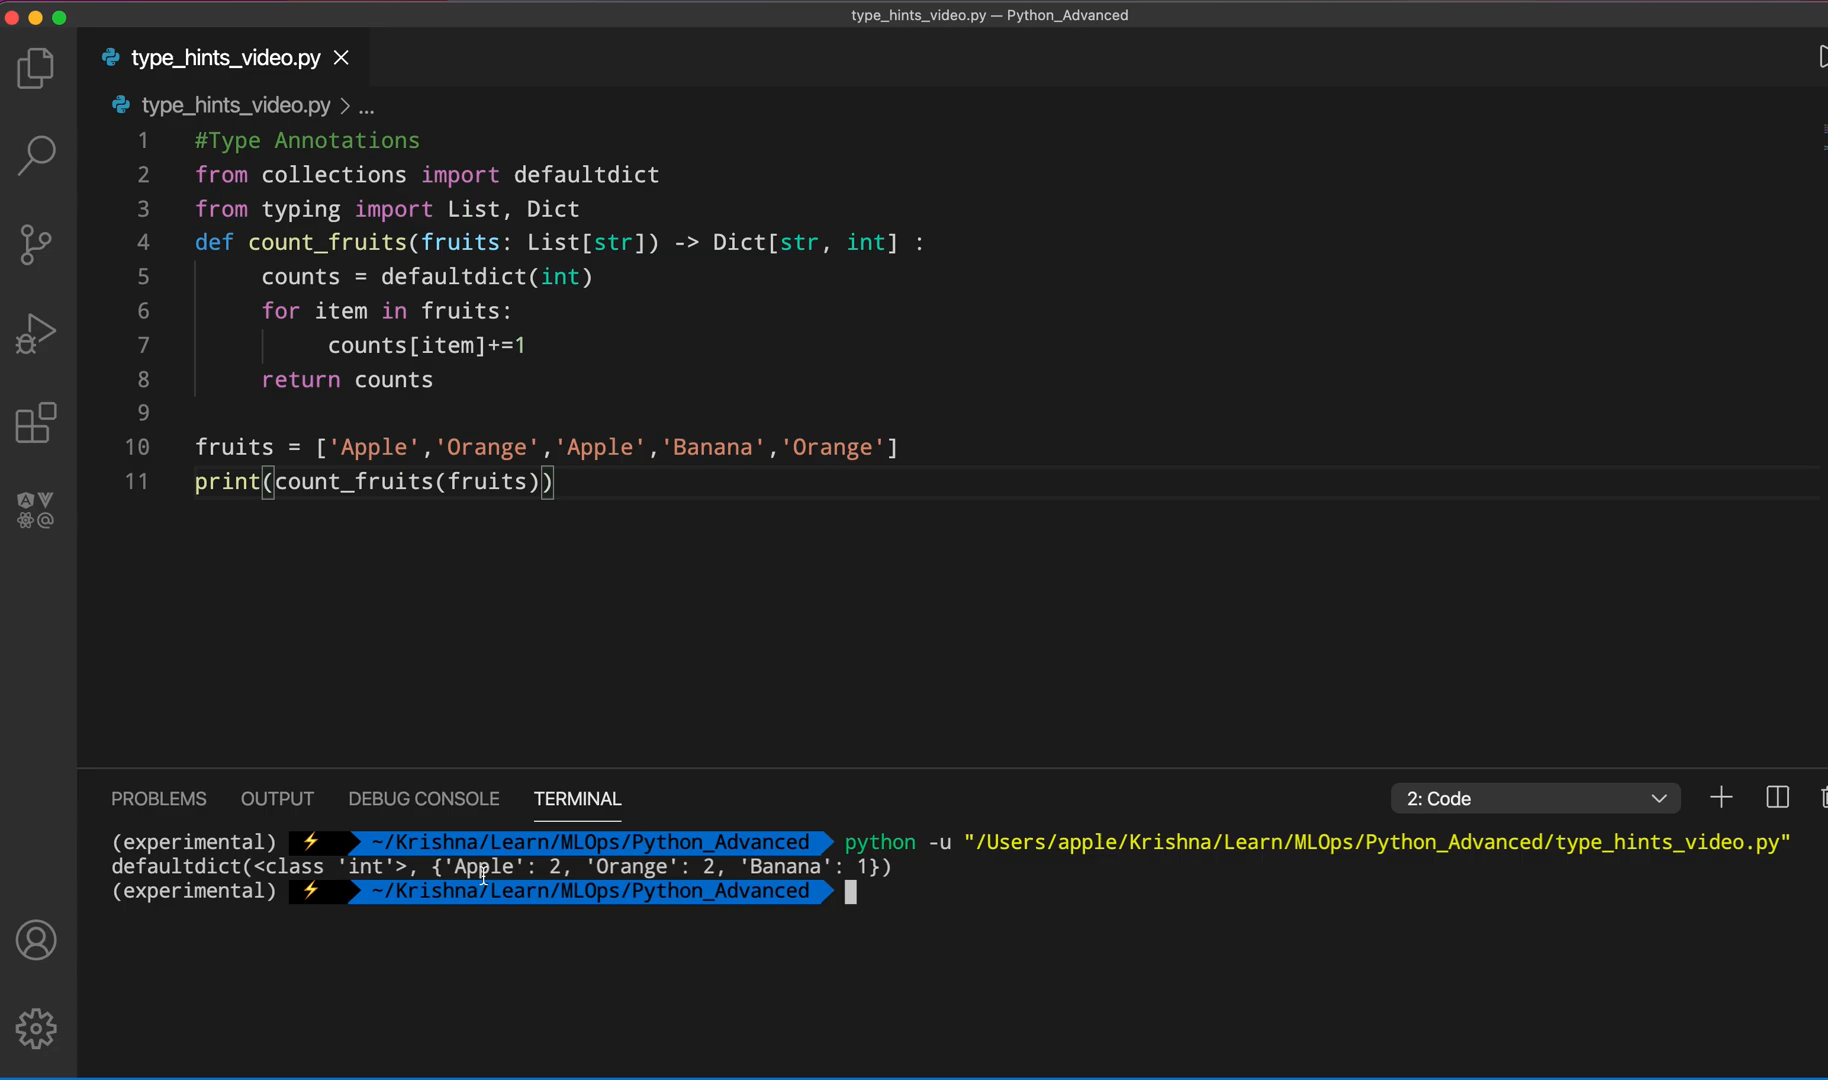 type_hints_video.py — Python_Advanced
type_hints_video.py
type_hints_video.py > ...
1 #Type Annotations
2 from collections import defaultdict
3 from typing import List, Dict
4 def count_fruits(fruits: List[str]) -> Dict[str, int] :
5 counts = defaultdict(int)
6 for item in fruits:
7 counts[item]+=1
8 return counts
9
10 fruits = ['Apple','Orange','Apple','Banana','Orange']
11 print(count_fruits(fruits))
PROBLEMS OUTPUT DEBUG CONSOLE TERMINAL 2: Code
(experimental) ⚡ ~/Krishna/Learn/MLOps/Python_Advanced python -u "/Users/apple/Krishna/Learn/MLOps/Python_Advanced/type_hints_video.py"
defaultdict(<class 'int'>, {'Apple': 2, 'Orange': 2, 'Banana': 1})
(experimental) ⚡ ~/Krishna/Learn/MLOps/Python_Advanced